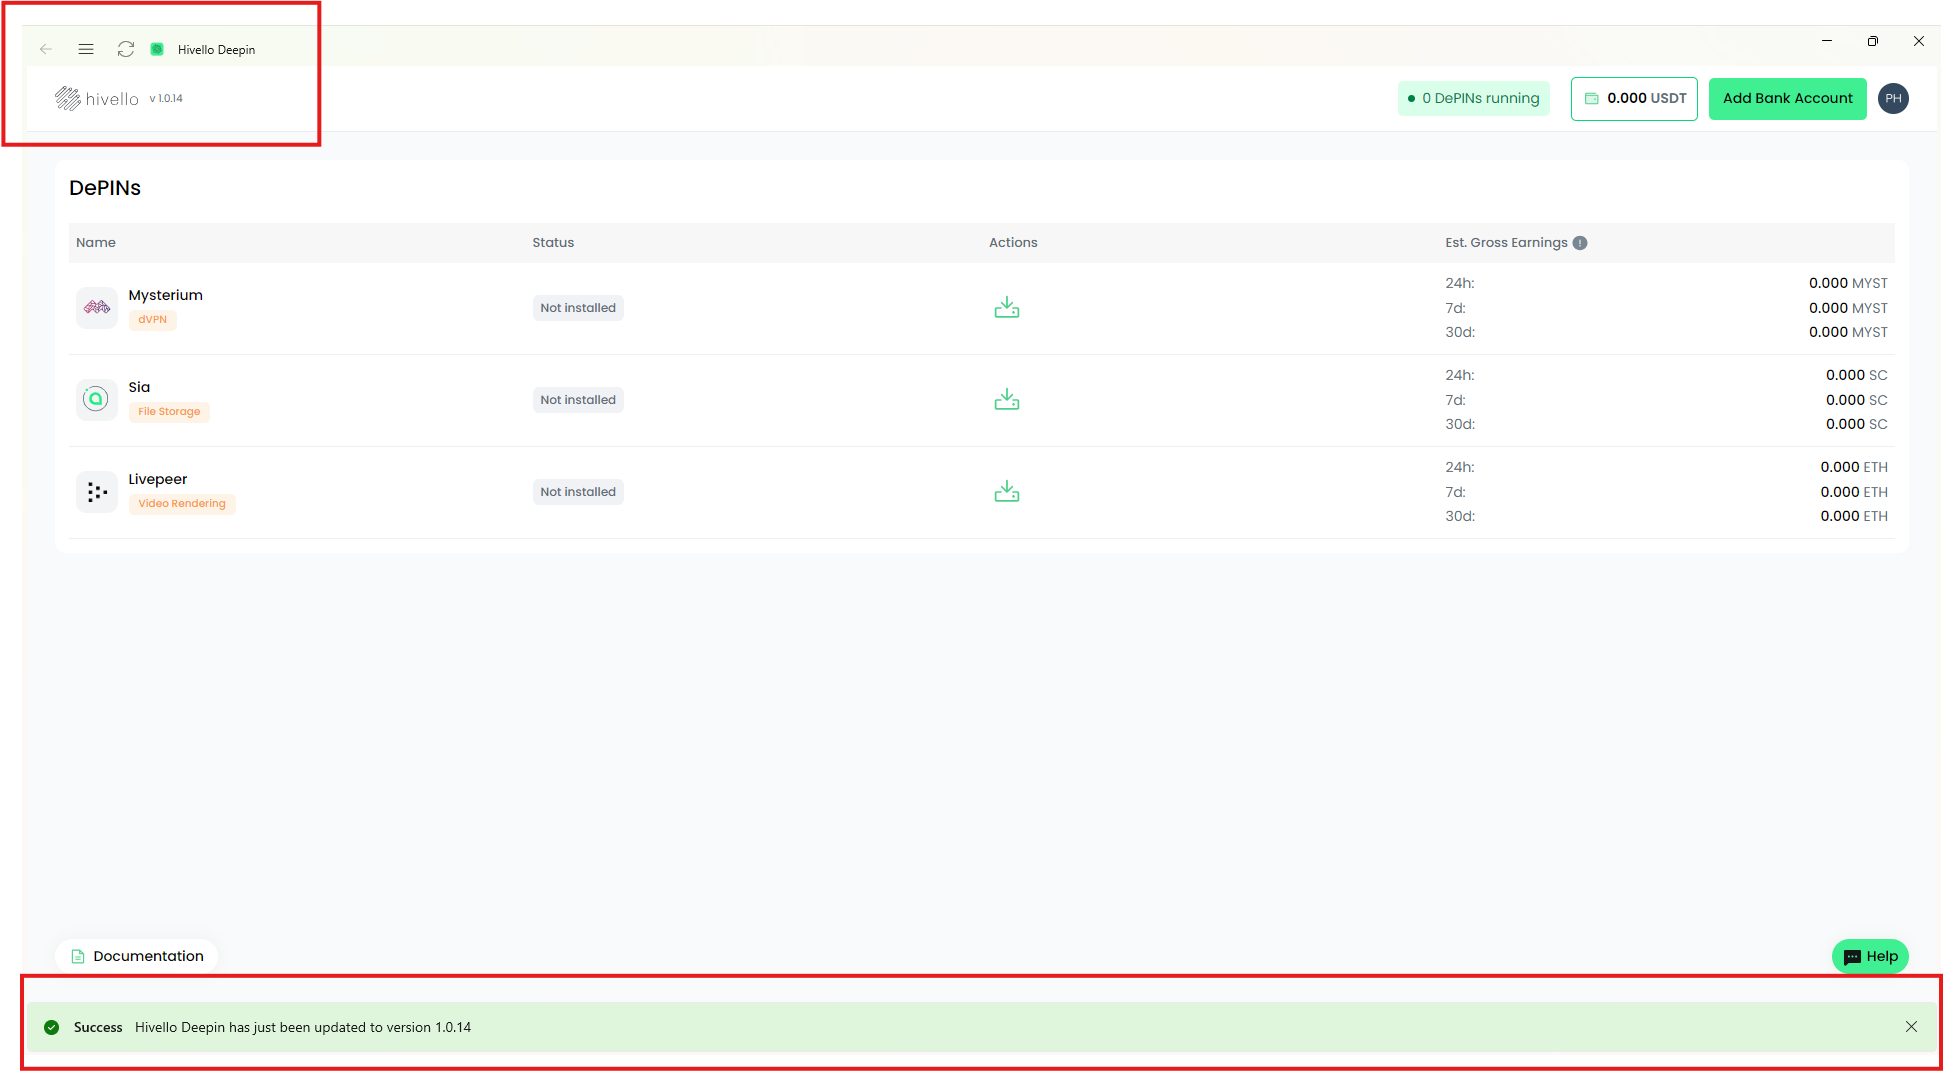 Hivello Deepin
hivello v 1.0.14
0 DePINs running
0.000 USDT
Add Bank Account
PH
DePINs
Name Status Actions Est. Gross Earnings
Mysterium
dVPN
Not installed
24h: 0.000 MYST
7d: 0.000 MYST
30d: 0.000 MYST
Sia
File Storage
Not installed
24h: 0.000 SC
7d: 0.000 SC
30d: 0.000 SC
Livepeer
Video Rendering
Not installed
24h: 0.000 ETH
7d: 0.000 ETH
30d: 0.000 ETH
Documentation
Help
Success Hivello Deepin has just been updated to version 1.0.14